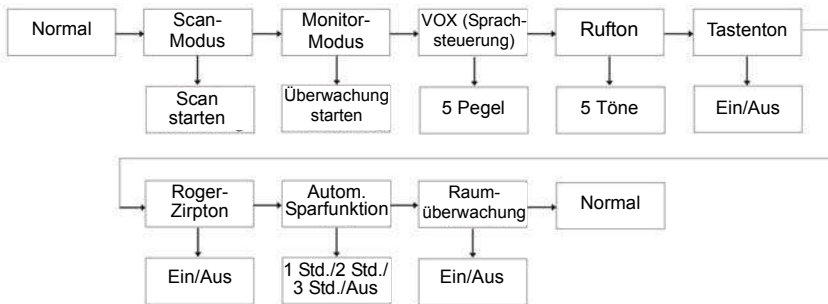 Normal
Scan-
Modus
Monitor-
Modus
VOX (Sprach-
steuerung)
Rufton
Tastenton
Scan
starten
Überwachung
starten
5 Pegel
5 Töne
Ein/Aus
Roger-
Zirpton
Autom.
Sparfunktion
Raum-
überwachung
Normal
Ein/Aus
1 Std./2 Std./
3 Std./Aus
Ein/Aus